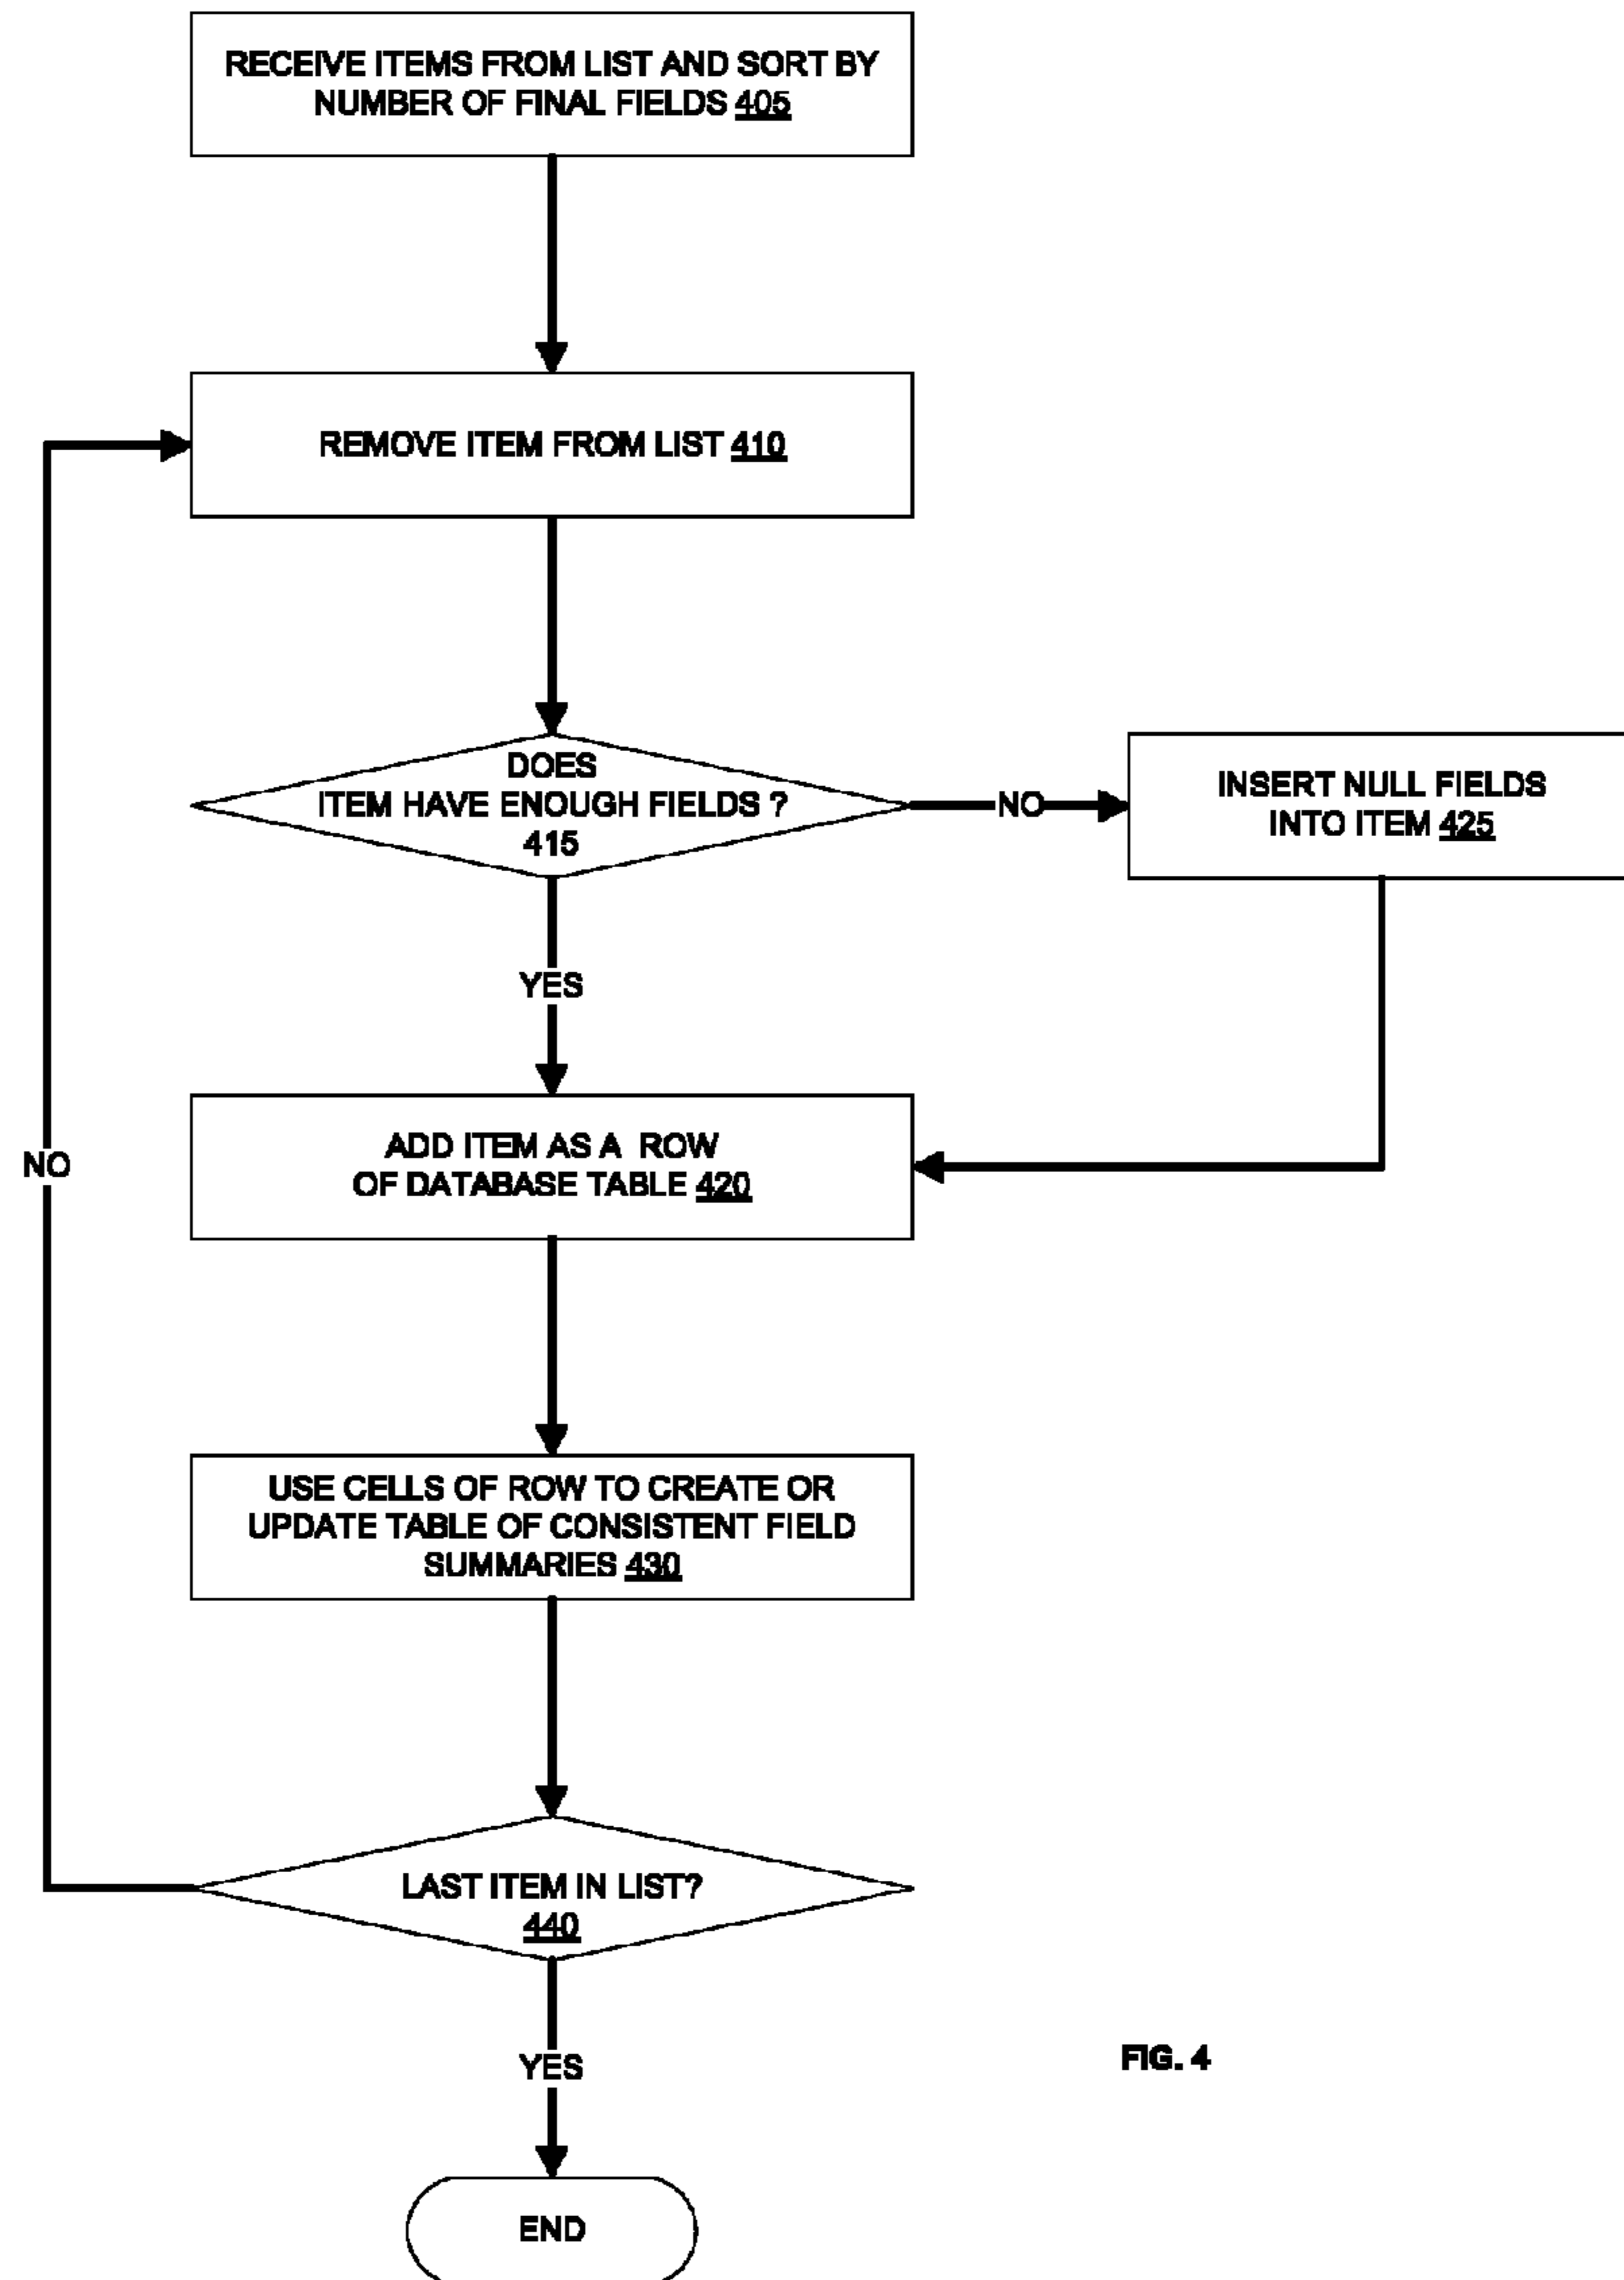 RECEIVE ITEMS FROM LIST AND SORT BY
NUMBER OF FINAL FIELDS 405
REMOVE ITEM FROM LIST 410
DOES
ITEM HAVE ENOUGH FIELDS ?
415
NO
INSERT NULL FIELDS
INTO ITEM 425
YES
ADD ITEM AS A ROW
OF DATABASE TABLE 420
NO
USE CELLS OF ROW TO CREATE OR
UPDATE TABLE OF CONSISTENT FIELD
SUMMARIES 430
LAST ITEM IN LIST?
440
YES
FIG. 4
END